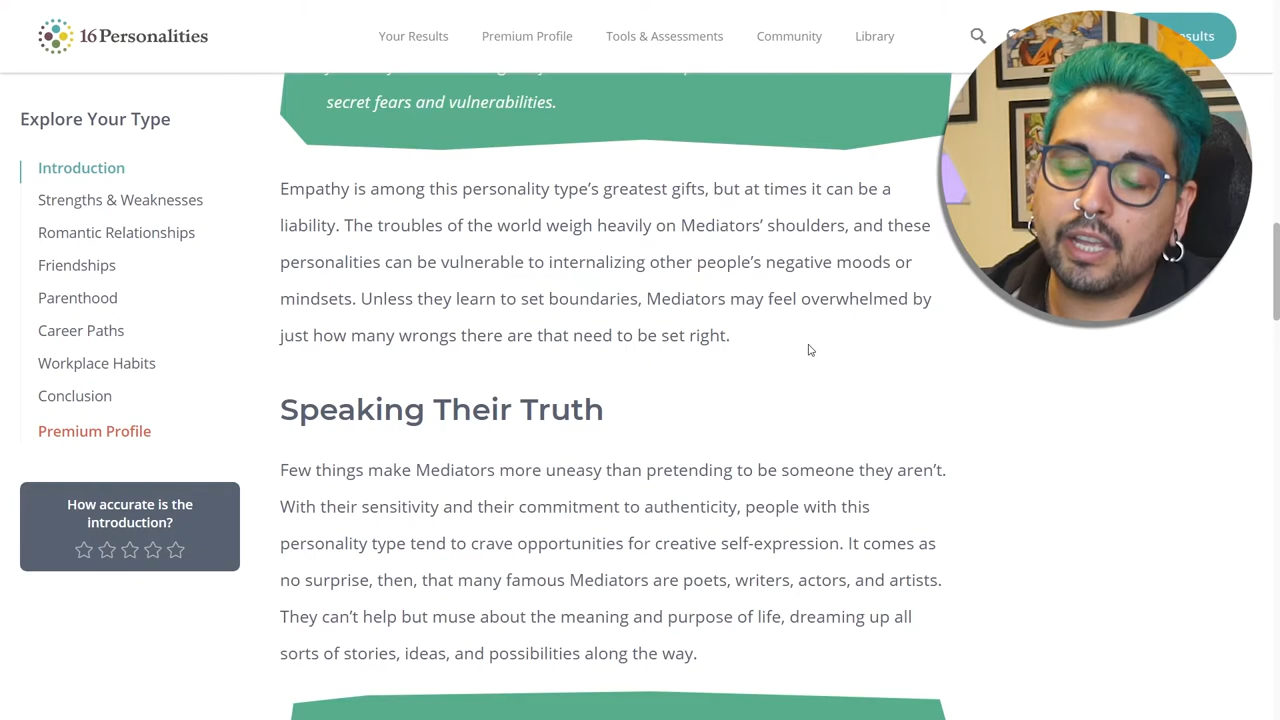 16Personalities
Your Results
Premium Profile
Tools & Assessments
Community
Library
sults
secret fears and vulnerabilities.
Explore Your Type
Introduction
Strengths & Weaknesses
Romantic Relationships
Friendships
Parenthood
Career Paths
Workplace Habits
Conclusion
Premium Profile
How accurate is the
introduction?
Empathy is among this personality type’s greatest gifts, but at times it can be a
liability. The troubles of the world weigh heavily on Mediators’ shoulders, and these
personalities can be vulnerable to internalizing other people’s negative moods or
mindsets. Unless they learn to set boundaries, Mediators may feel overwhelmed by
just how many wrongs there are that need to be set right.
Speaking Their Truth
Few things make Mediators more uneasy than pretending to be someone they aren’t.
With their sensitivity and their commitment to authenticity, people with this
personality type tend to crave opportunities for creative self-expression. It comes as
no surprise, then, that many famous Mediators are poets, writers, actors, and artists.
They can’t help but muse about the meaning and purpose of life, dreaming up all
sorts of stories, ideas, and possibilities along the way.